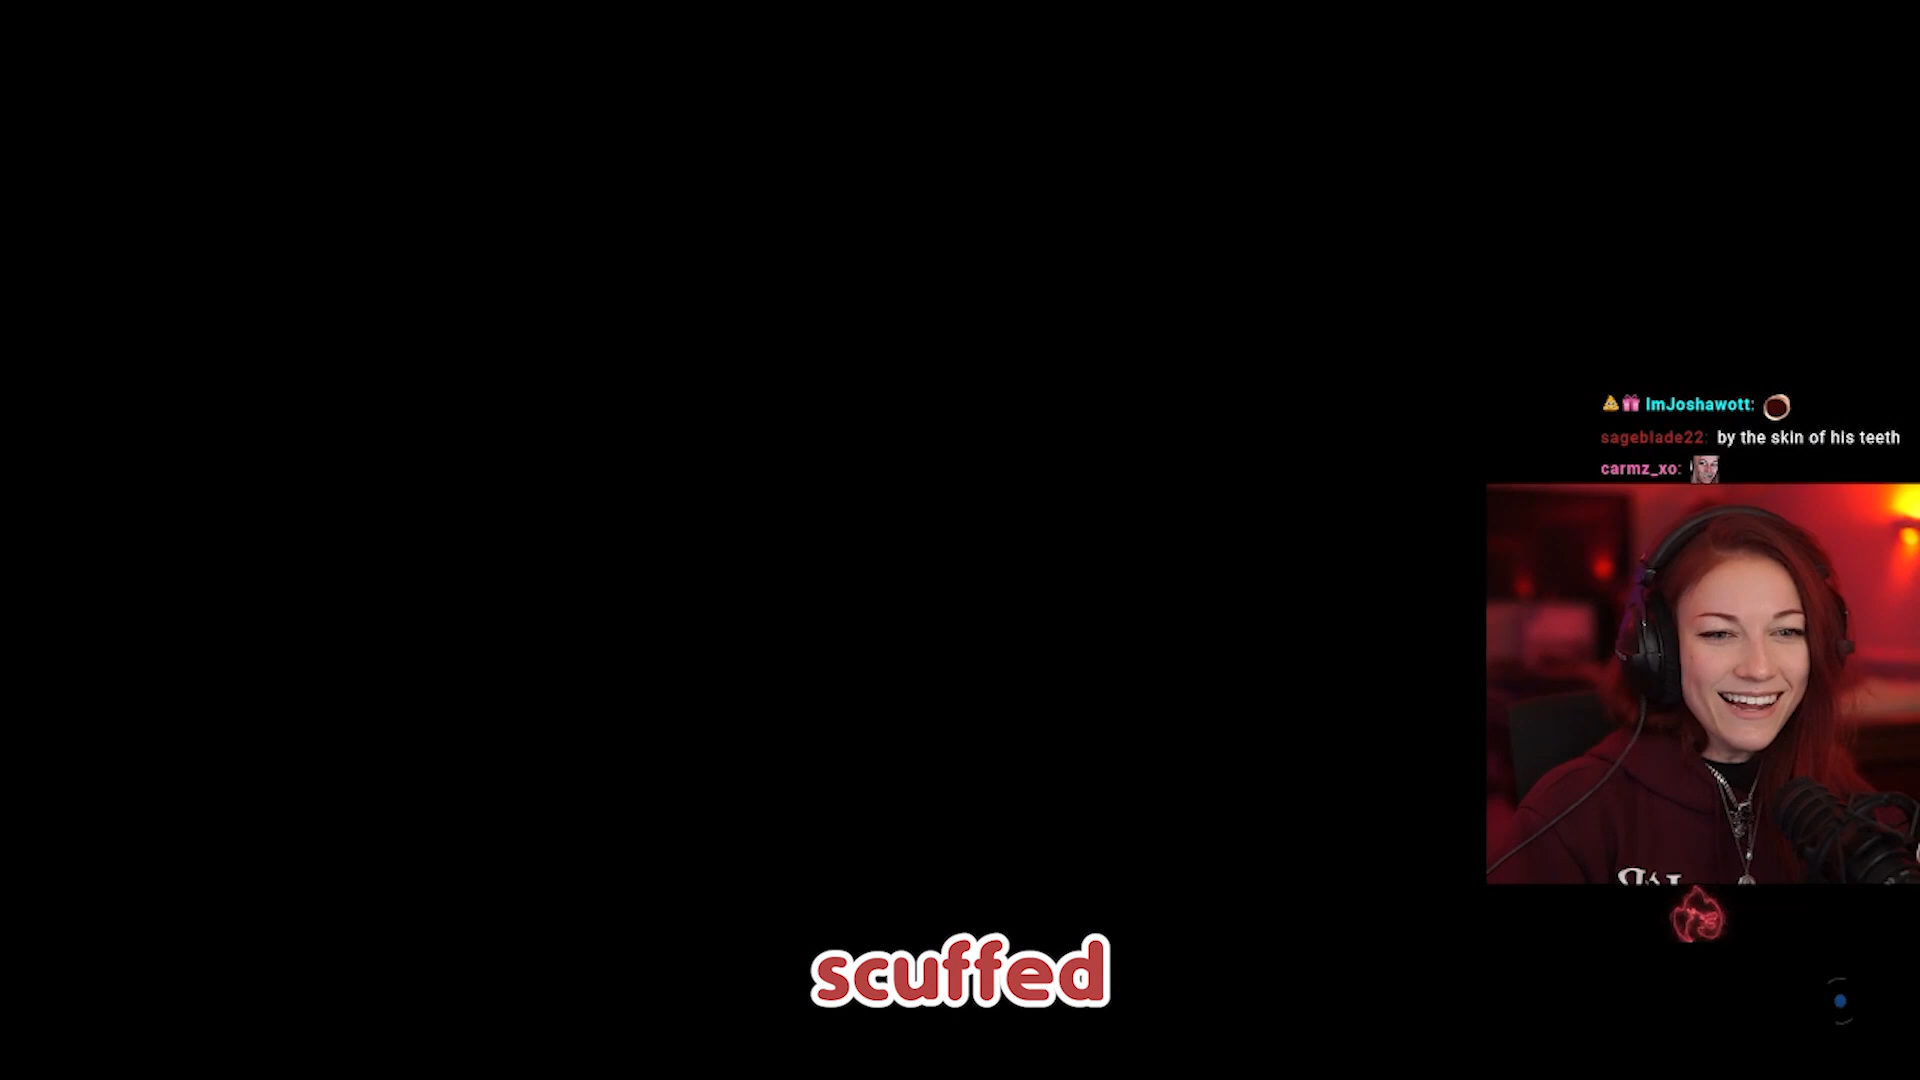 ImJoshawott:
sageblade22: by the skin of his teeth
carmz_xo:
scuffed